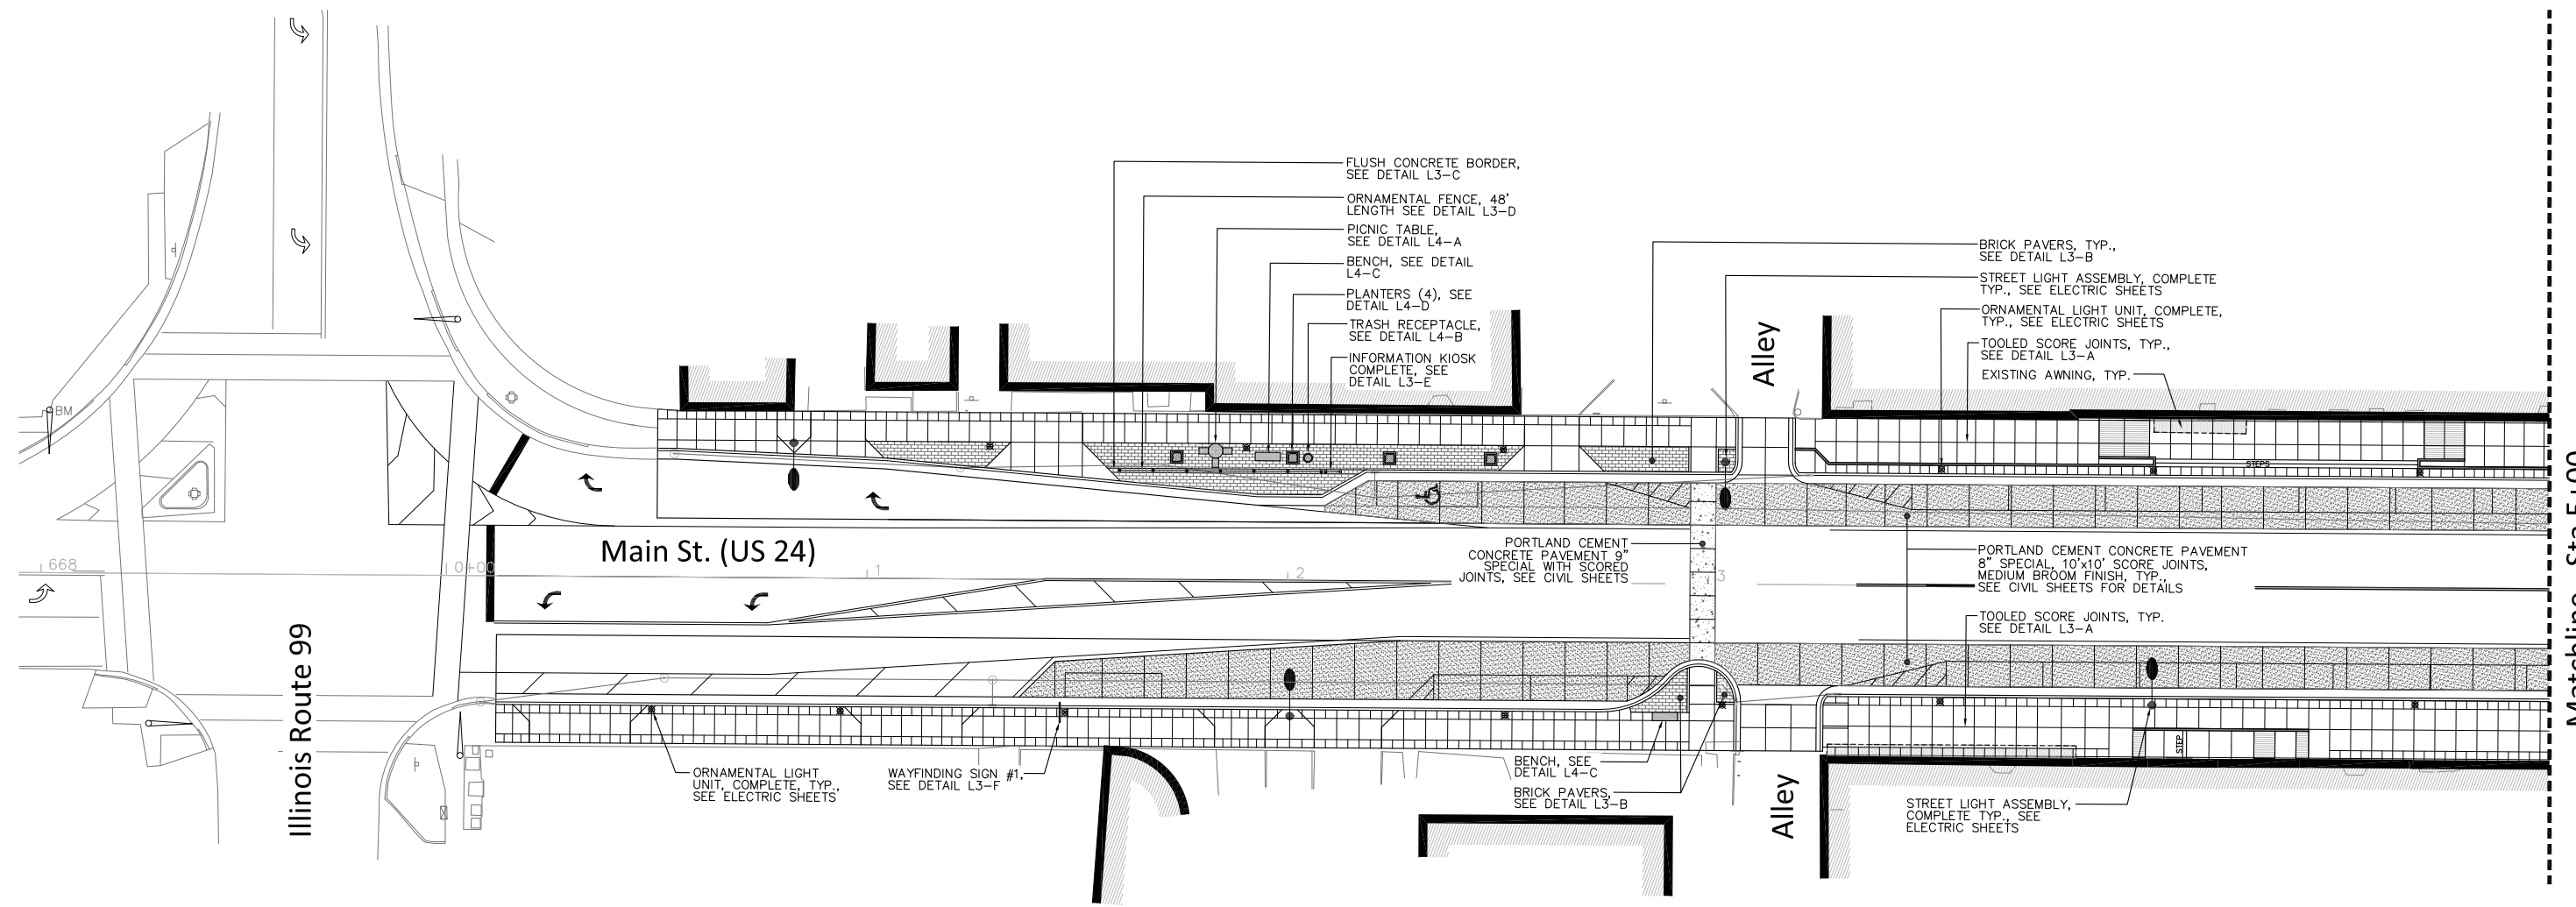 FLUSH CONCRETE BORDER,
SEE DETAIL L3-C
ORNAMENTAL FENCE, 48'
LENGTH SEE DETAIL L3-D
PICNIC TABLE,
SEE DETAIL L4-A
BENCH, SEE DETAIL
L4-C
PLANTERS (4), SEE
DETAIL L4-D
TRASH RECEPTACLE,
SEE DETAIL L4-B
INFORMATION KIOSK
COMPLETE, SEE
DETAIL L3-E
Alley
BRICK PAVERS, TYP.,
SEE DETAIL L3-B
STREET LIGHT ASSEMBLY, COMPLETE
TYP., SEE ELECTRIC SHEETS
ORNAMENTAL LIGHT UNIT, COMPLETE,
TYP., SEE ELECTRIC SHEETS
TOOLED SCORE JOINTS, TYP.,
SEE DETAIL L3-A
EXISTING AWNING, TYP.
BM
STEPS
Main St. (US 24)
668
0+00
1
2
3
PORTLAND CEMENT
CONCRETE PAVEMENT 9"
SPECIAL WITH SCORED
JOINTS, SEE CIVIL SHEETS
PORTLAND CEMENT CONCRETE PAVEMENT
8" SPECIAL, 10'x10' SCORE JOINTS,
MEDIUM BROOM FINISH, TYP.,
SEE CIVIL SHEETS FOR DETAILS
TOOLED SCORE JOINTS, TYP.
SEE DETAIL L3-A
Matchline Sta 5+00
Illinois Route 99
STEP
ORNAMENTAL LIGHT
UNIT, COMPLETE, TYP.,
SEE ELECTRIC SHEETS
WAYFINDING SIGN #1,
SEE DETAIL L3-F
BENCH, SEE
DETAIL L4-C
BRICK PAVERS,
SEE DETAIL L3-B
Alley
STREET LIGHT ASSEMBLY,
COMPLETE TYP., SEE
ELECTRIC SHEETS